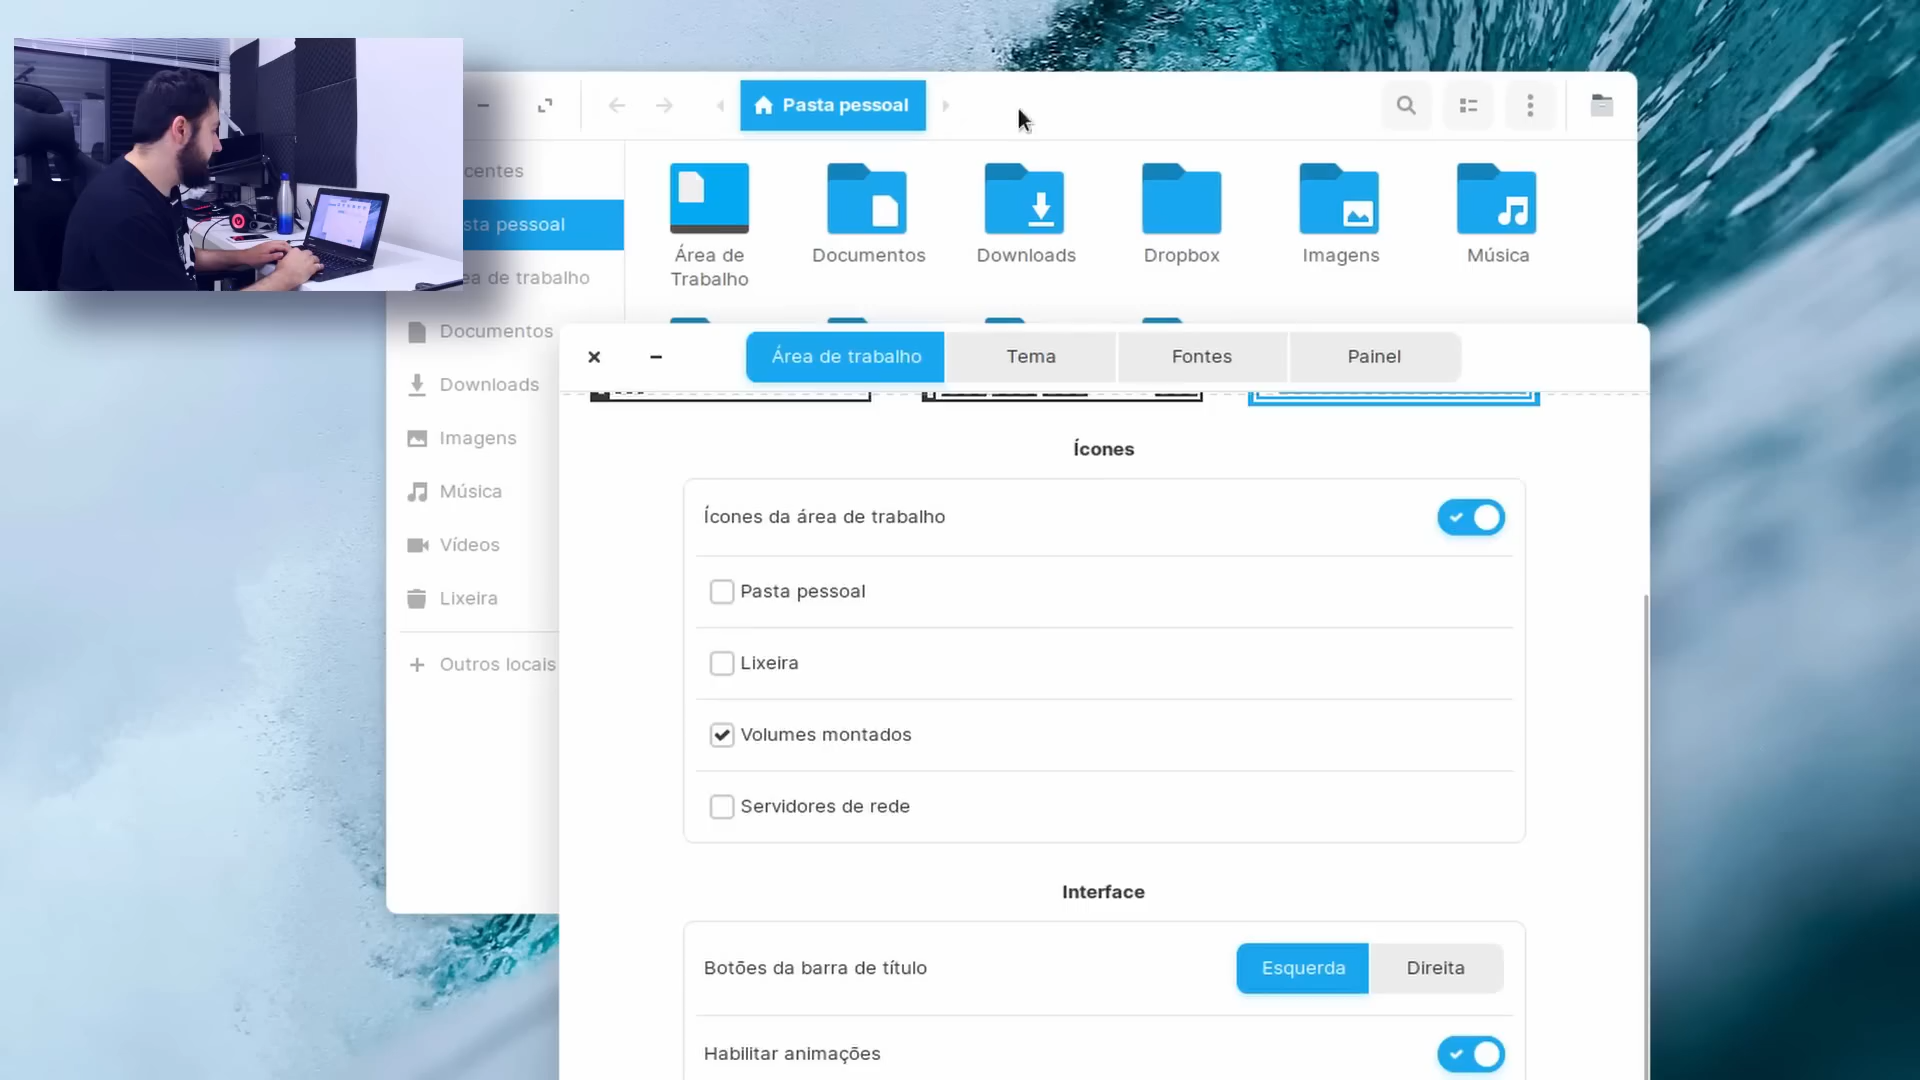 Pasta pessoal
centes
sta pessoal
ea de trabalho
Documentos
Downloads
Imagens
Música
Vídeos
Lixeira
Outros locais
Área de
Trabalho
Documentos
Downloads
Dropbox
Imagens
Música
Área de trabalho
Tema
Fontes
Painel
Ícones
Ícones da área de trabalho
Pasta pessoal
Lixeira
Volumes montados
Servidores de rede
Interface
Botões da barra de título
Esquerda
Direita
Habilitar animações